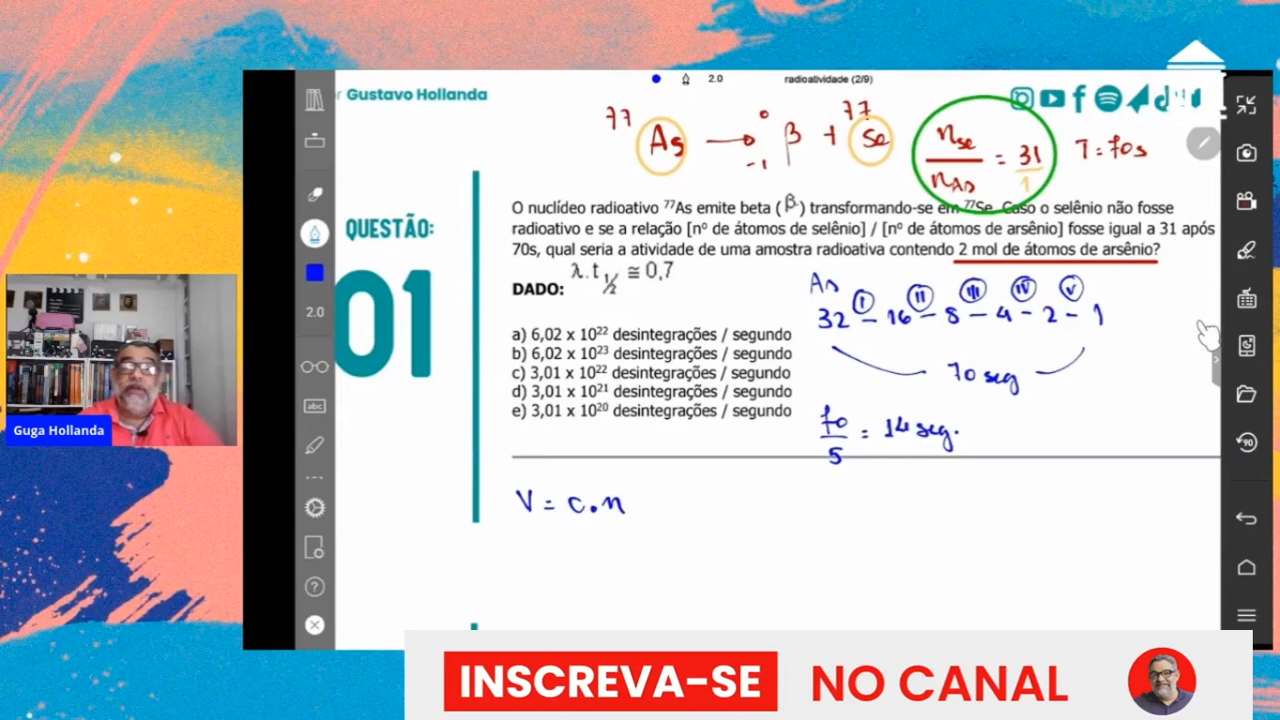 2.0
radioatividade (2/9)
r Gustavo Hollanda
77 As → 0 -1 β + 77 Se
nSe / nAs = 31 / 1
T = 70s
QUESTÃO:
01
O nuclídeo radioativo ⁷⁷As emite beta ( β ) transformando-se em ⁷⁷Se. Caso o selênio não fosse
radioativo e se a relação [nº de átomos de selênio] / [nº de átomos de arsênio] fosse igual a 31 após
70s, qual seria a atividade de uma amostra radioativa contendo 2 mol de átomos de arsênio?
DADO: λ.t½ ≅ 0,7
a) 6,02 x 10²² desintegrações / segundo
b) 6,02 x 10²³ desintegrações / segundo
c) 3,01 x 10²² desintegrações / segundo
d) 3,01 x 10²¹ desintegrações / segundo
e) 3,01 x 10²⁰ desintegrações / segundo
As
I II III IV V
32 – 16 – 8 – 4 – 2 – 1
70 seg
70 / 5 = 14 seg.
V = c.n
2.0
abc
90
?
Guga Hollanda
INSCREVA-SE NO CANAL